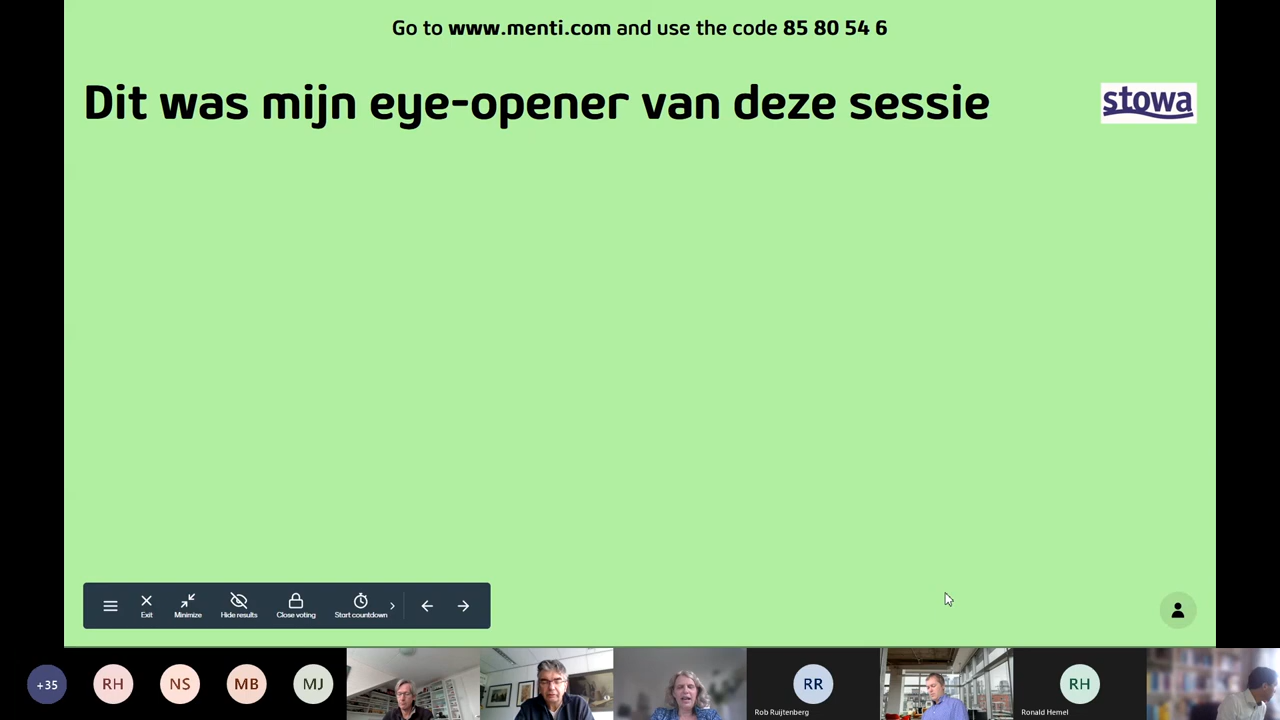 Go to www.menti.com and use the code 85 80 54 6
Dit was mijn eye-opener van deze sessie
stowa
Exit
Minimize
Hide results
Close voting
Start countdown
+35
RH
NS
MB
MJ
RR
Rob Ruijtenberg
RH
Ronald Hemel